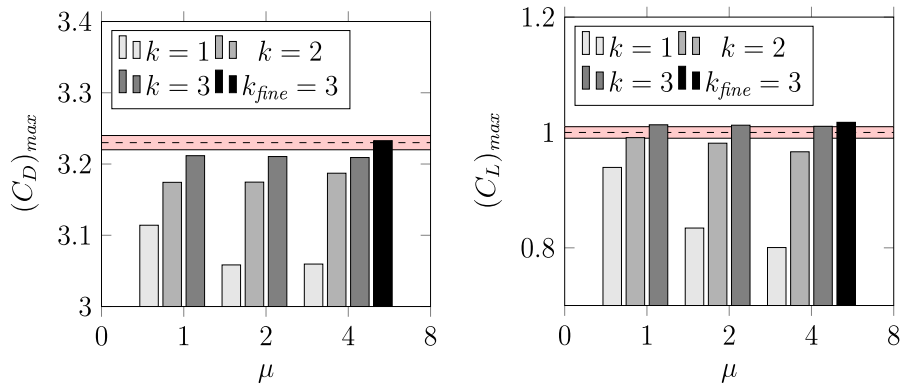 3.4
3.3
3.2
3.1
3
0 1 2 4 8
μ
(C_D)_max
k = 1 k = 2
k = 3 k_fine = 3
1.2
1
0.8
0 1 2 4 8
μ
(C_L)_max
k = 1 k = 2
k = 3 k_fine = 3